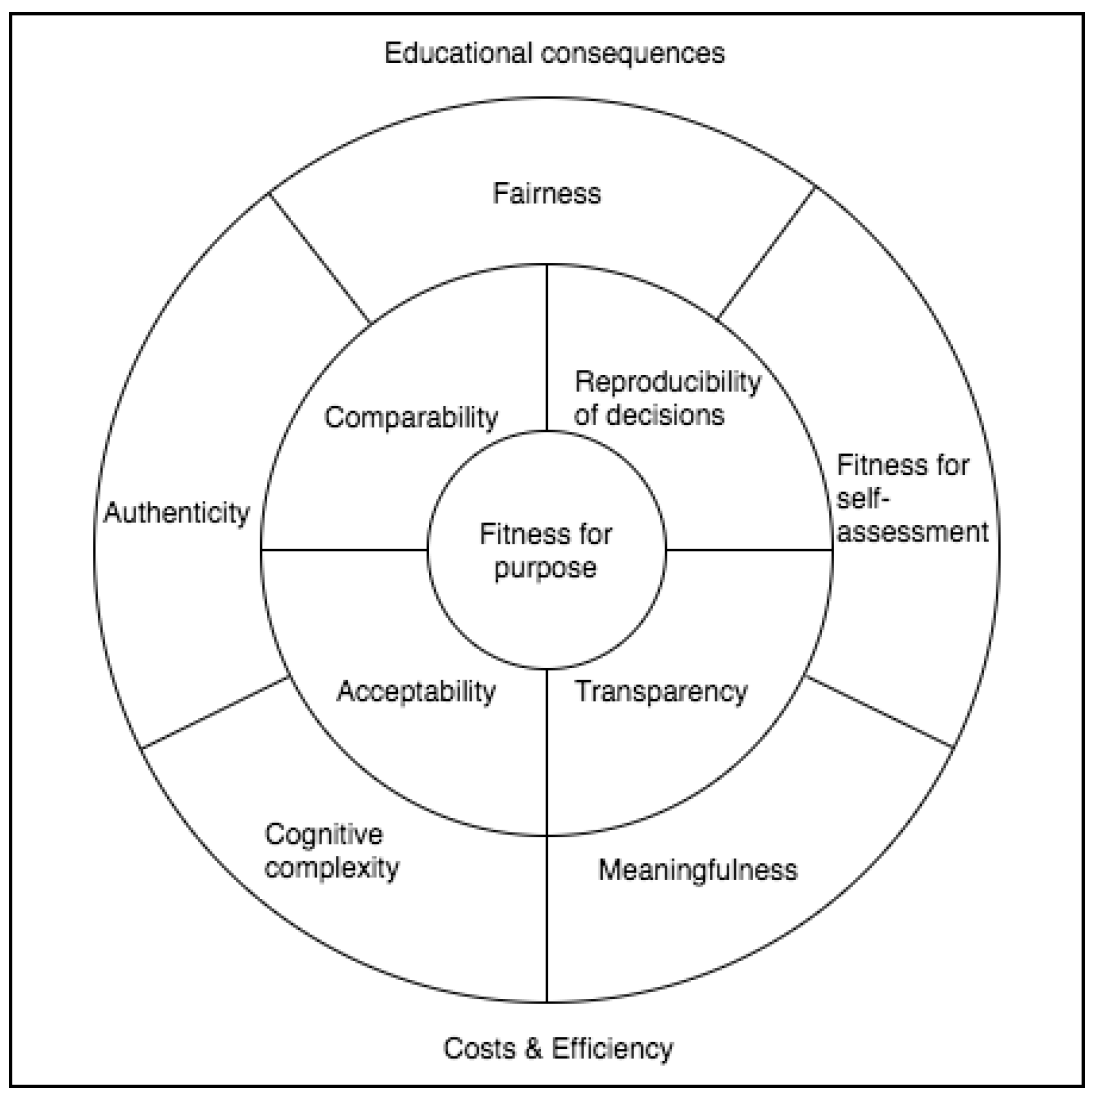 Educational consequences
Fairness
Reproducibility
of decisions
Comparability
Fitness for
self-
assessment
Authenticity
Fitness for
purpose
Acceptability
Transparency
Cognitive
complexity
Meaningfulness
Costs & Efficiency